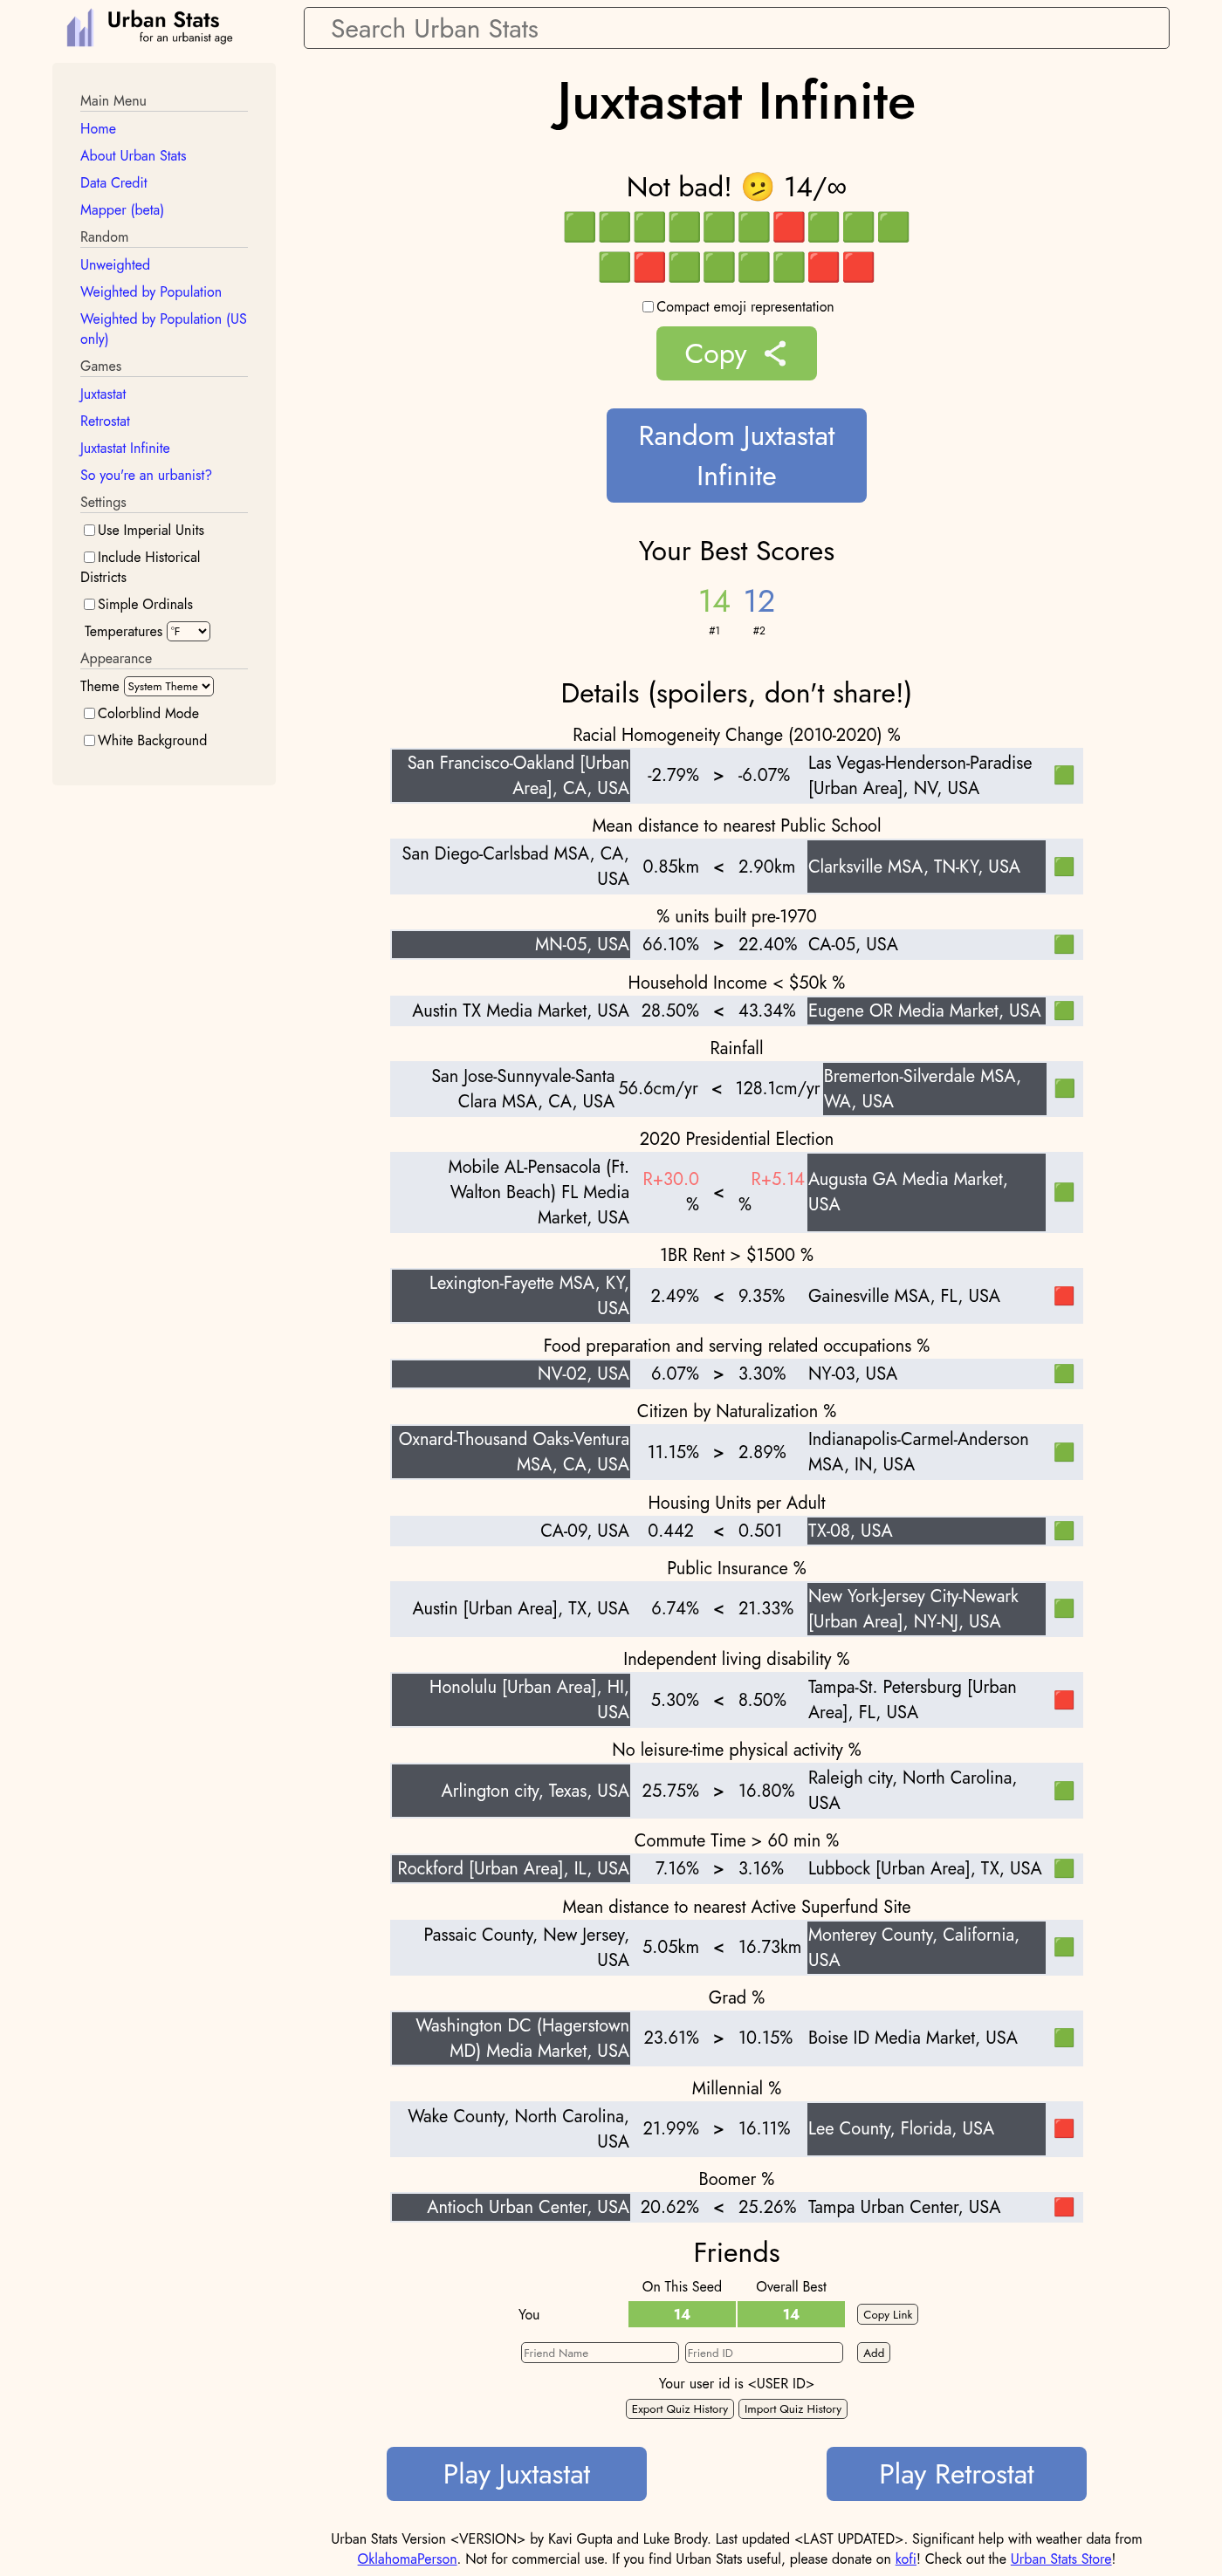 Urban Stats
for an urbanist age
Search Urban Stats
Main Menu
Home
About Urban Stats
Data Credit
Mapper (beta)
Random
Unweighted
Weighted by Population
Weighted by Population (US
only)
Games
Juxtastat
Retrostat
Juxtastat Infinite
So you're an urbanist?
Settings
Use Imperial Units
Include Historical
Districts
Simple Ordinals
Temperatures °F
Appearance
Theme System Theme
Colorblind Mode
White Background
Juxtastat Infinite
Not bad! 🫤 14/∞
🟩🟩🟩🟩🟩🟩🟥🟩🟩🟩
🟩🟥🟩🟩🟩🟩🟥🟥
Compact emoji representation
Copy
Random Juxtastat
Infinite
Your Best Scores
14 12
#1 #2
Details (spoilers, don't share!)
Racial Homogeneity Change (2010-2020) %
San Francisco-Oakland [Urban
Area], CA, USA
-2.79% > -6.07%
Las Vegas-Henderson-Paradise
[Urban Area], NV, USA
Mean distance to nearest Public School
San Diego-Carlsbad MSA, CA,
USA
0.85km < 2.90km
Clarksville MSA, TN-KY, USA
% units built pre-1970
MN-05, USA 66.10% > 22.40% CA-05, USA
Household Income < $50k %
Austin TX Media Market, USA 28.50% < 43.34% Eugene OR Media Market, USA
Rainfall
San Jose-Sunnyvale-Santa
Clara MSA, CA, USA
56.6cm/yr < 128.1cm/yr
Bremerton-Silverdale MSA,
WA, USA
2020 Presidential Election
Mobile AL-Pensacola (Ft.
Walton Beach) FL Media
Market, USA
R+30.0
%
<
R+5.14
%
Augusta GA Media Market,
USA
1BR Rent > $1500 %
Lexington-Fayette MSA, KY,
USA
2.49% < 9.35%
Gainesville MSA, FL, USA
Food preparation and serving related occupations %
NV-02, USA 6.07% > 3.30% NY-03, USA
Citizen by Naturalization %
Oxnard-Thousand Oaks-Ventura
MSA, CA, USA
11.15% > 2.89%
Indianapolis-Carmel-Anderson
MSA, IN, USA
Housing Units per Adult
CA-09, USA 0.442 < 0.501 TX-08, USA
Public Insurance %
Austin [Urban Area], TX, USA
6.74% < 21.33%
New York-Jersey City-Newark
[Urban Area], NY-NJ, USA
Independent living disability %
Honolulu [Urban Area], HI,
USA
5.30% < 8.50%
Tampa-St. Petersburg [Urban
Area], FL, USA
No leisure-time physical activity %
Arlington city, Texas, USA
25.75% > 16.80%
Raleigh city, North Carolina,
USA
Commute Time > 60 min %
Rockford [Urban Area], IL, USA 7.16% > 3.16% Lubbock [Urban Area], TX, USA
Mean distance to nearest Active Superfund Site
Passaic County, New Jersey,
USA
5.05km < 16.73km
Monterey County, California,
USA
Grad %
Washington DC (Hagerstown
MD) Media Market, USA
23.61% > 10.15%
Boise ID Media Market, USA
Millennial %
Wake County, North Carolina,
USA
21.99% > 16.11%
Lee County, Florida, USA
Boomer %
Antioch Urban Center, USA 20.62% < 25.26% Tampa Urban Center, USA
Friends
On This Seed Overall Best
You 14 14 Copy Link
Friend Name Friend ID Add
Your user id is <USER ID>
Export Quiz History Import Quiz History
Play Juxtastat Play Retrostat
Urban Stats Version <VERSION> by Kavi Gupta and Luke Brody. Last updated <LAST UPDATED>. Significant help with weather data from
OklahomaPerson. Not for commercial use. If you find Urban Stats useful, please donate on kofi! Check out the Urban Stats Store!